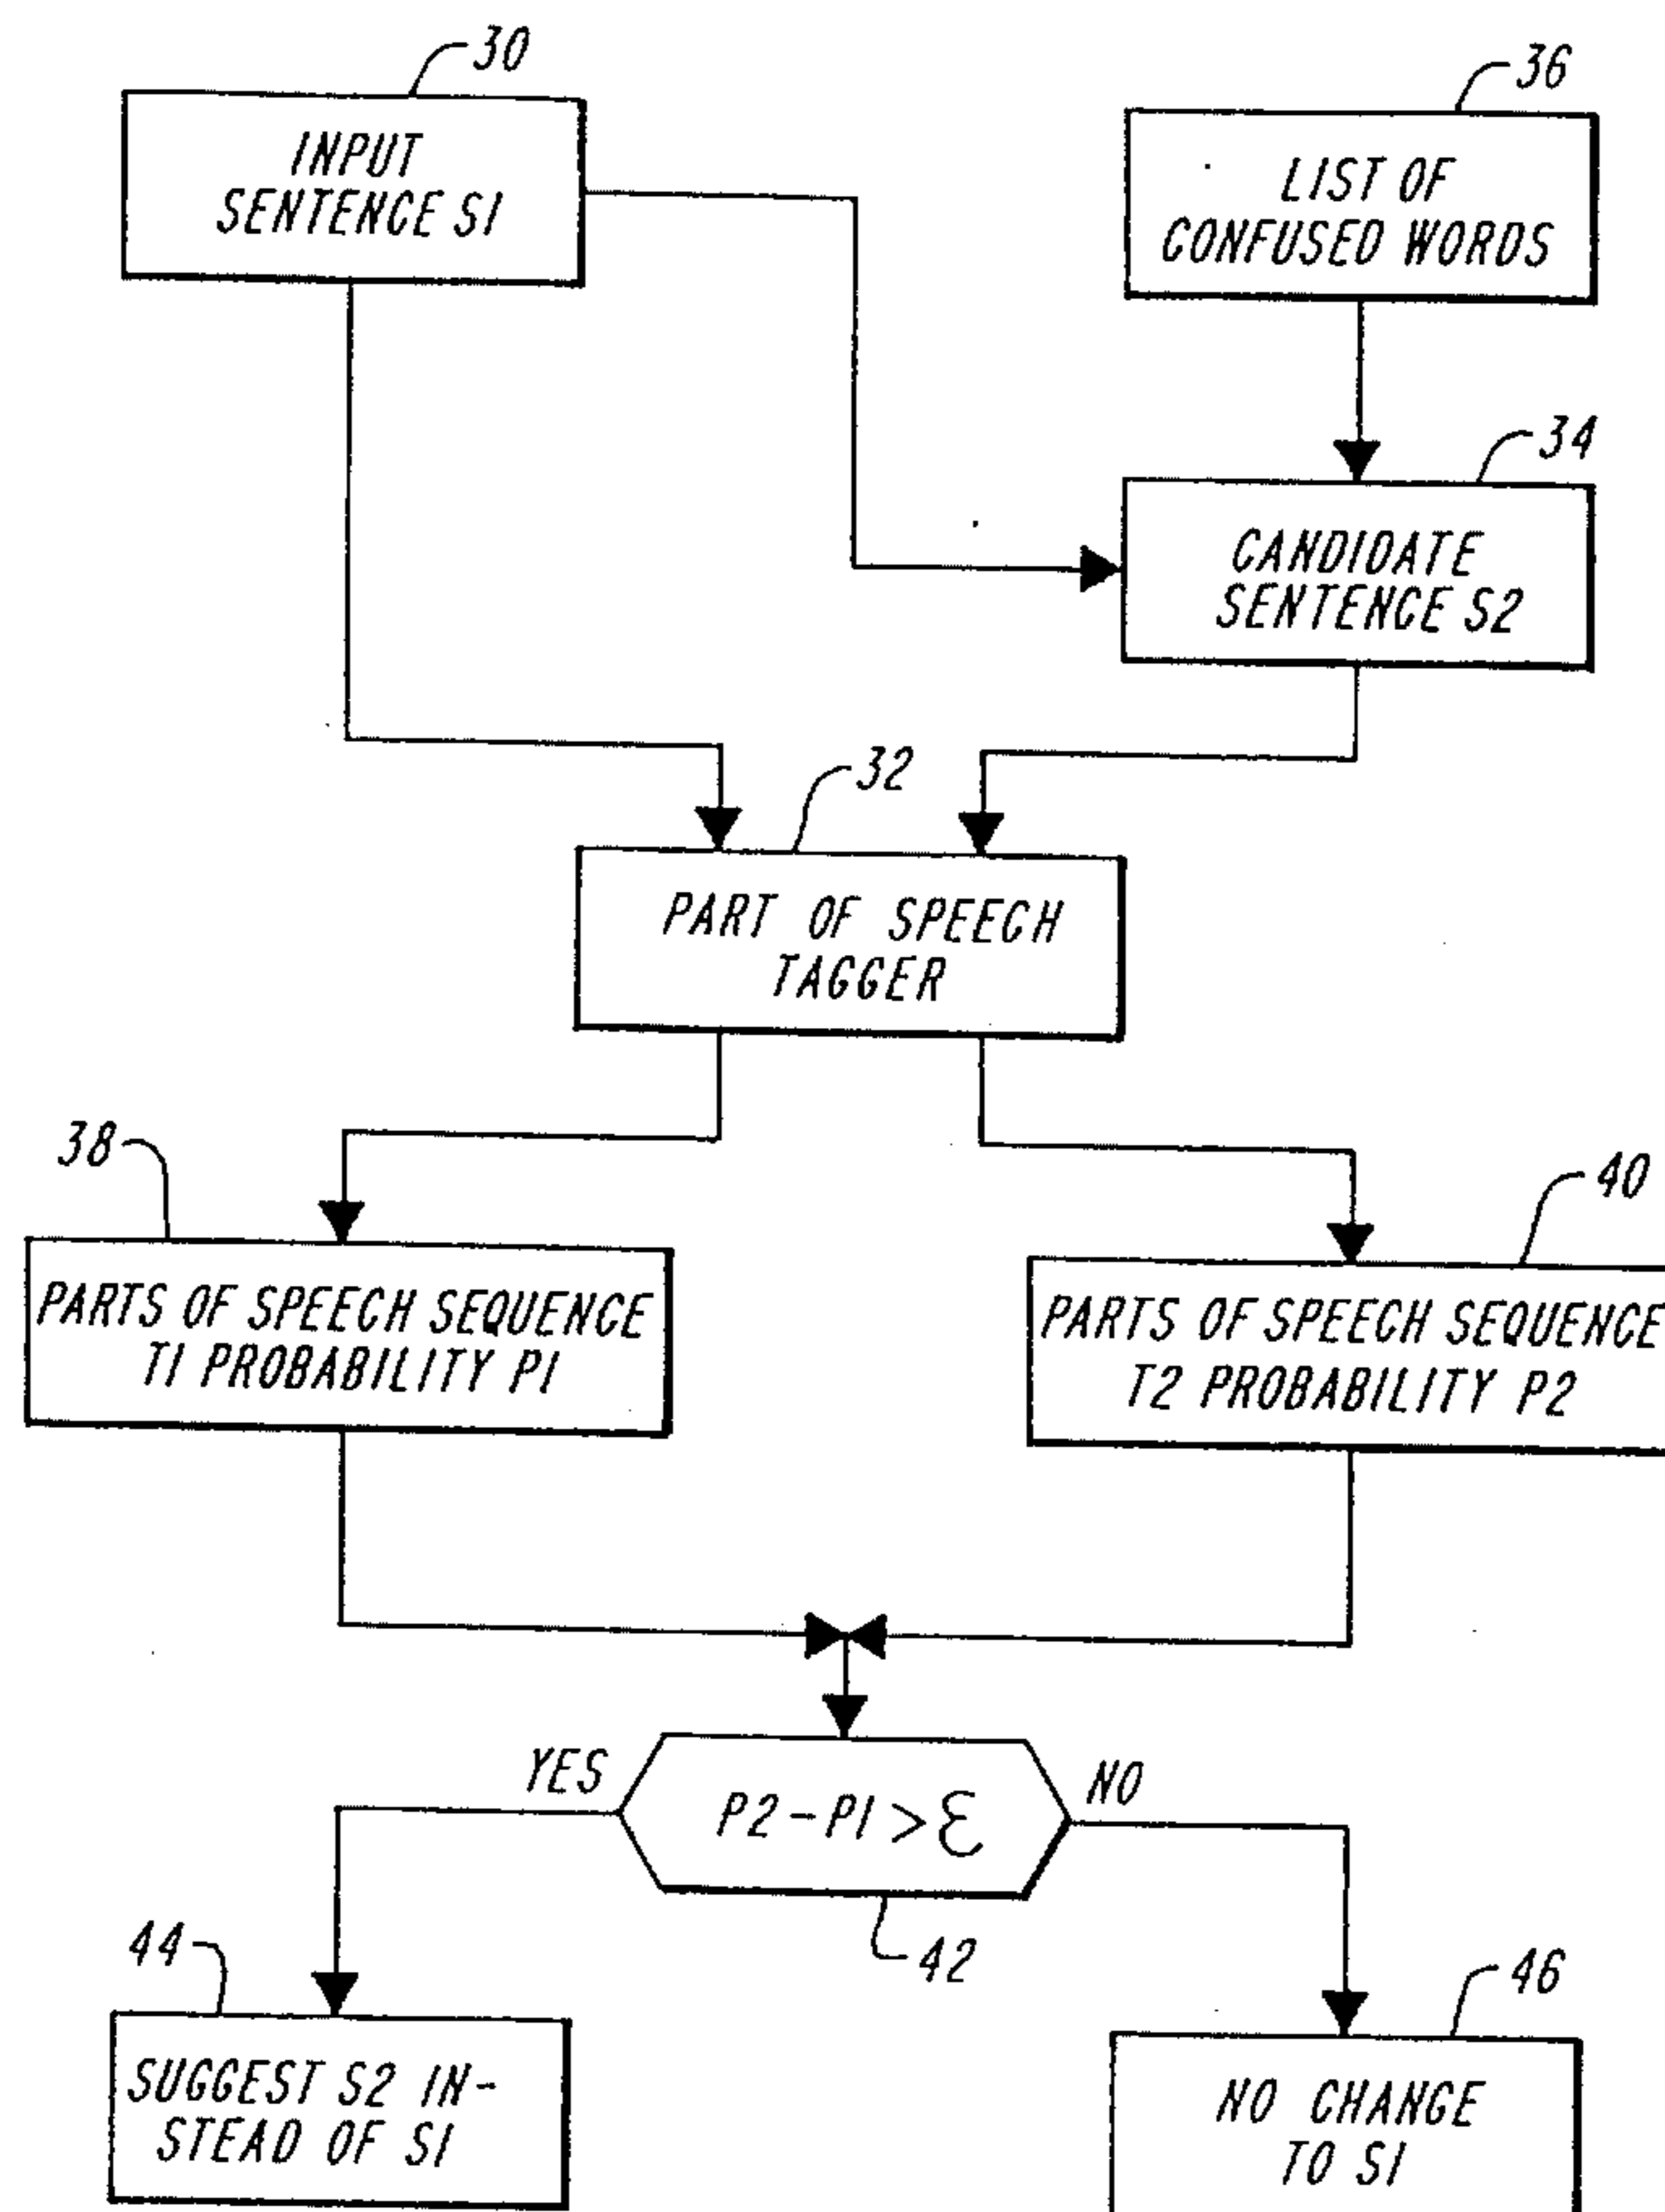 30
INPUT
SENTENCE S1
36
LIST OF
CONFUSED WORDS
34
CANDIDATE
SENTENCE S2
32
PART OF SPEECH
TAGGER
38
PARTS OF SPEECH SEQUENCE
T1 PROBABILITY P1
40
PARTS OF SPEECH SEQUENCE
T2 PROBABILITY P2
YES
P2-P1>Ɛ
NO
42
44
SUGGEST S2 IN-
STEAD OF S1
46
NO CHANGE
TO S1